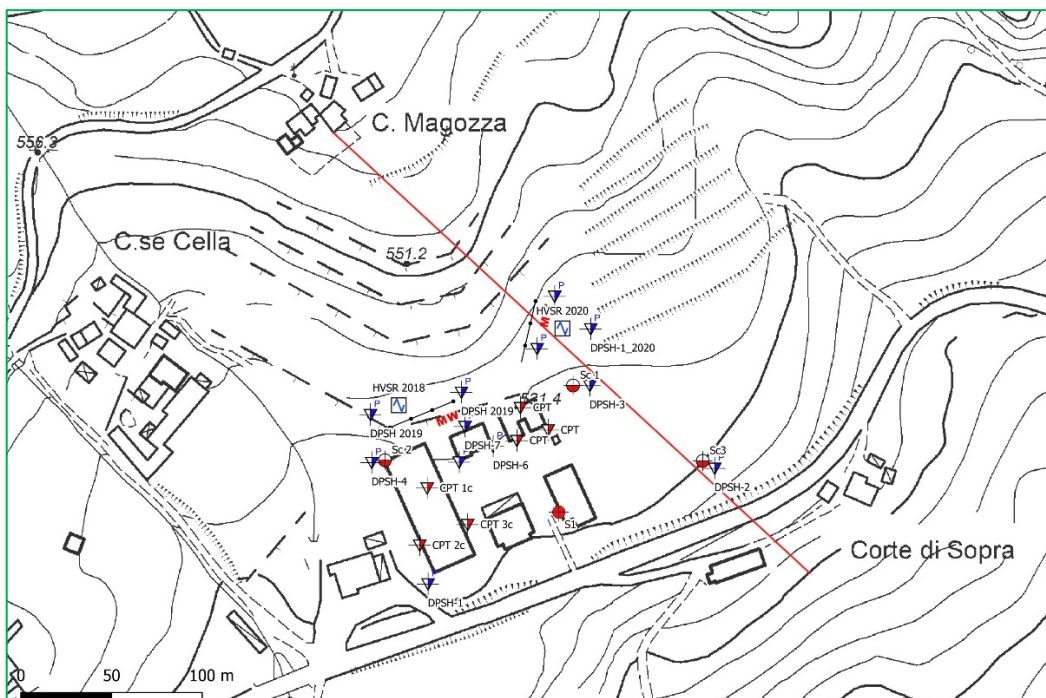 C. Magozza
556.3
C.se Cella
551.2
P
HVSR 2020
MW
P
P
DPSH-1_2020
Sc 1
P
DPSH-3
521.4
HVSR 2018
P
P
DPSH 2019
DPSH 2019
MW
CPT
CPT
CPT
P
DPSH-7
P
DPSH-6
Sc 2
P
DPSH-4
P
Sc3
P
DPSH-2
CPT 1c
CPT 3c
S1
CPT 2c
P
DPSH-1
Corte di Sopra
0 50 100 m